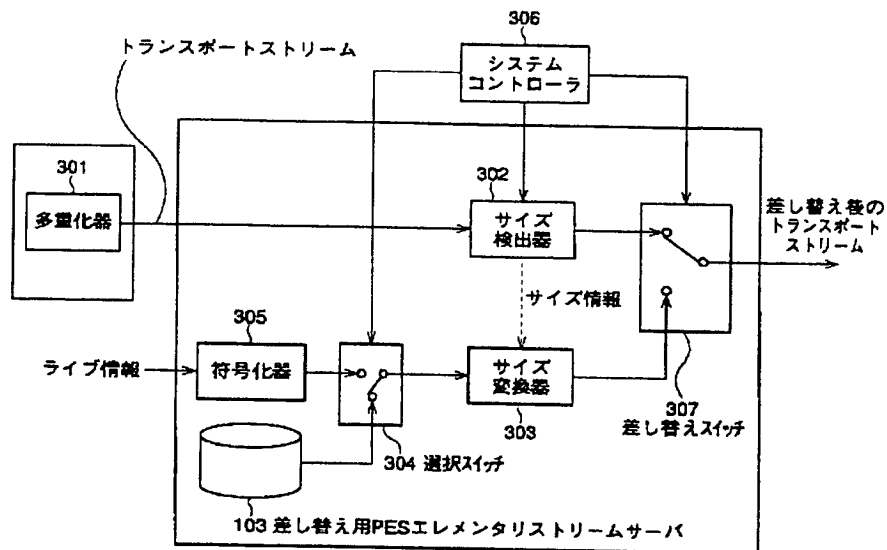 306
システム
コントローラ
トランスポートストリーム
301
多重化器
302
サイズ
検出器
差し替え後の
トランスポート
ストリーム
サイズ情報
305
ライブ情報
符号化器
サイズ
変換器
303
307
差し替えスイッチ
304 選択スイッチ
103 差し替え用PESエレメンタリストリームサーバ